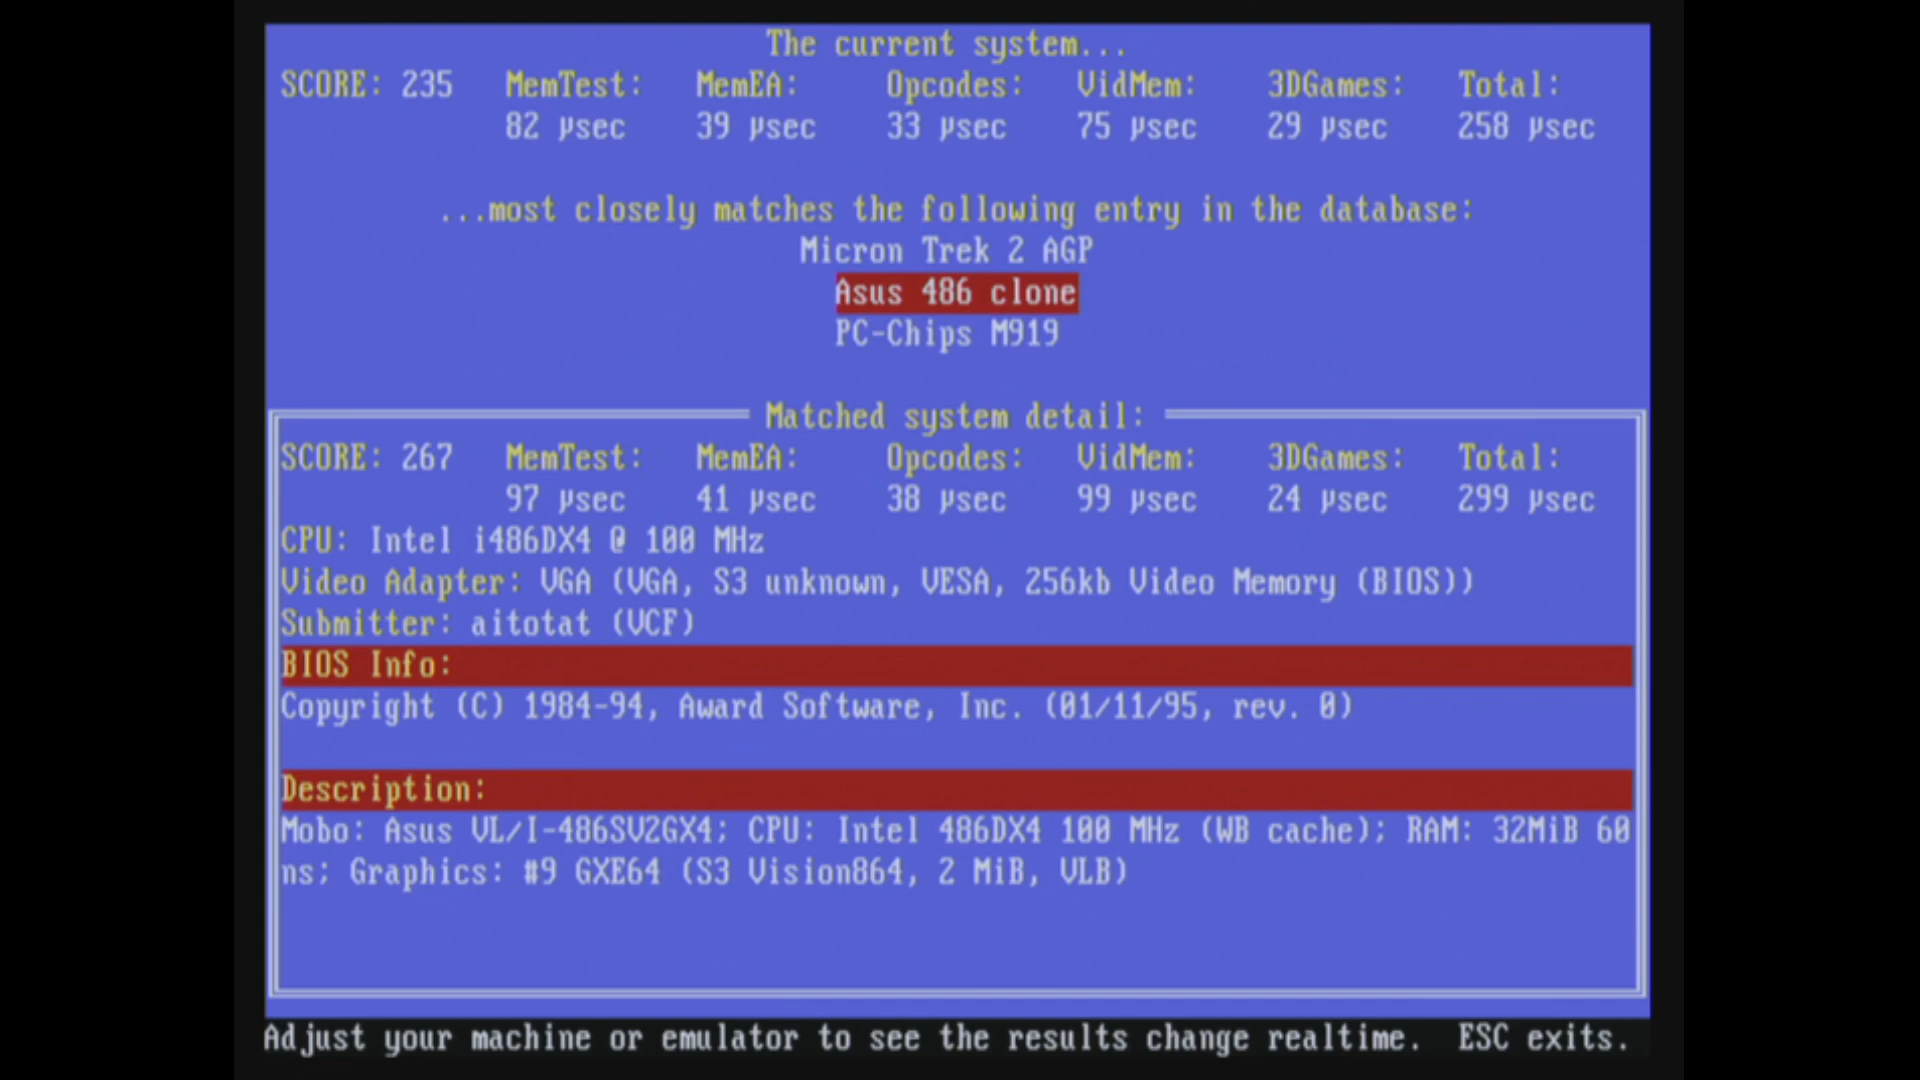 The current system...
SCORE: 235 MemTest: MemEA: Opcodes: VidMem: 3DGames: Total:
82 µsec 39 µsec 33 µsec 75 µsec 29 µsec 258 µsec
...most closely matches the following entry in the database:
Micron Trek 2 AGP
Asus 486 clone
PC-Chips M919
Matched system detail:
SCORE: 267 MemTest: MemEA: Opcodes: VidMem: 3DGames: Total:
97 µsec 41 µsec 38 µsec 99 µsec 24 µsec 299 µsec
CPU: Intel i486DX4 @ 100 MHz
Video Adapter: VGA (VGA, S3 unknown, VESA, 256kb Video Memory (BIOS))
Submitter: aitotat (VCF)
BIOS Info:
Copyright (C) 1984-94, Award Software, Inc. (01/11/95, rev. 0)
Description:
Mobo: Asus VL/I-486SV2GX4; CPU: Intel 486DX4 100 MHz (WB cache); RAM: 32MiB 60
ns; Graphics: #9 GXE64 (S3 Vision864, 2 MiB, VLB)
Adjust your machine or emulator to see the results change realtime. ESC exits.